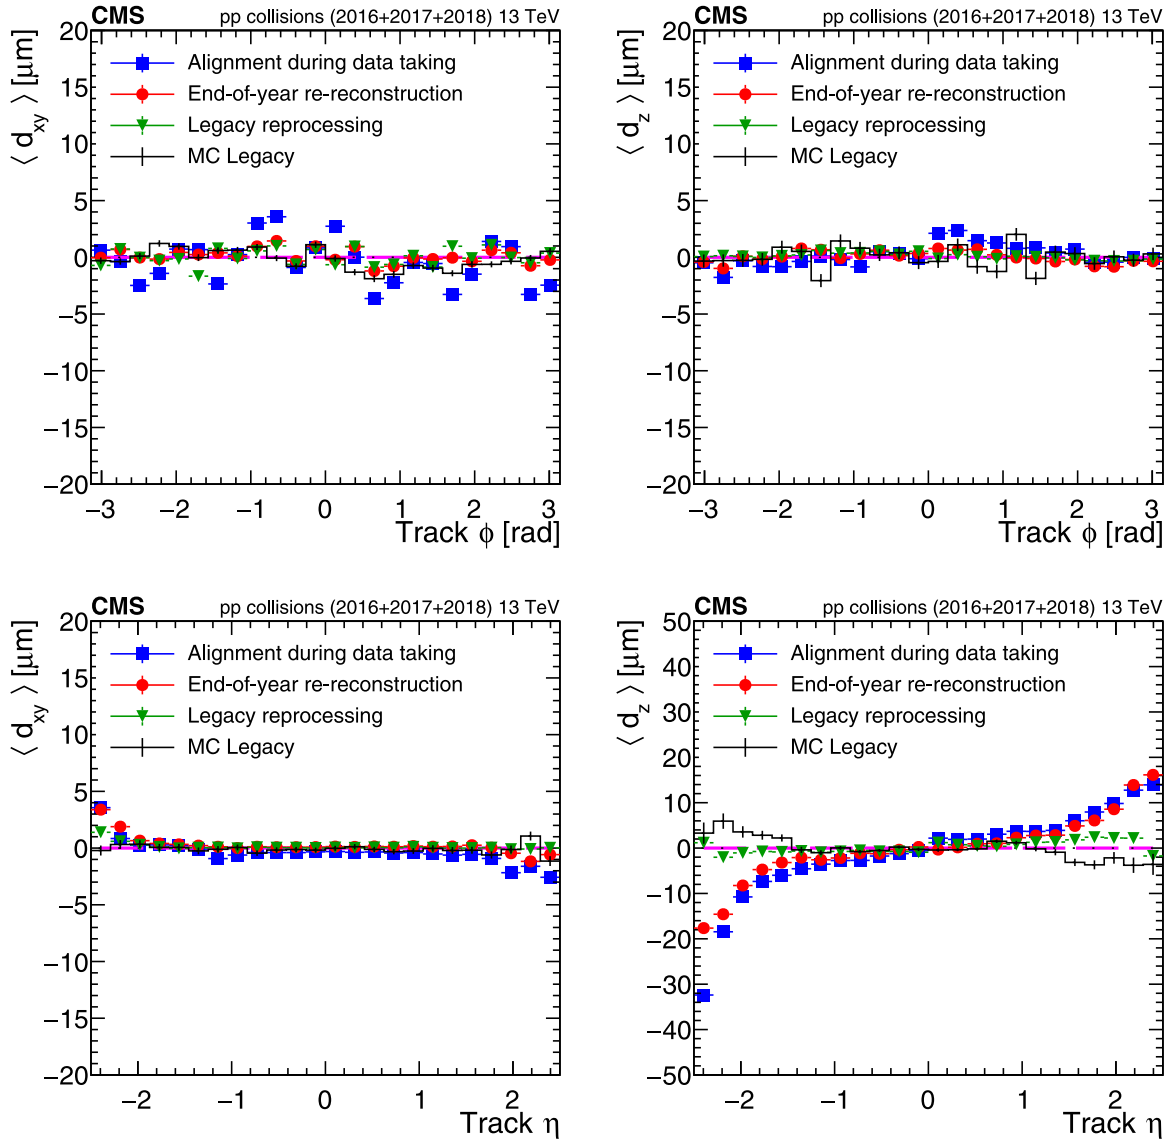 CMS pp collisions (2016+2017+2018) 13 TeV
⟨ d_xy ⟩ [μm]
20
15
10
5
0
−5
−10
−15
−20
Alignment during data taking
End-of-year re-reconstruction
Legacy reprocessing
MC Legacy
−3 −2 −1 0 1 2 3
Track ϕ [rad]
CMS pp collisions (2016+2017+2018) 13 TeV
⟨ d_z ⟩ [μm]
20
15
10
5
0
−5
−10
−15
−20
Alignment during data taking
End-of-year re-reconstruction
Legacy reprocessing
MC Legacy
−3 −2 −1 0 1 2 3
Track ϕ [rad]
CMS pp collisions (2016+2017+2018) 13 TeV
⟨ d_xy ⟩ [μm]
20
15
10
5
0
−5
−10
−15
−20
Alignment during data taking
End-of-year re-reconstruction
Legacy reprocessing
MC Legacy
−2 −1 0 1 2
Track η
CMS pp collisions (2016+2017+2018) 13 TeV
⟨ d_z ⟩ [μm]
50
40
30
20
10
0
−10
−20
−30
−40
−50
Alignment during data taking
End-of-year re-reconstruction
Legacy reprocessing
MC Legacy
−2 −1 0 1 2
Track η